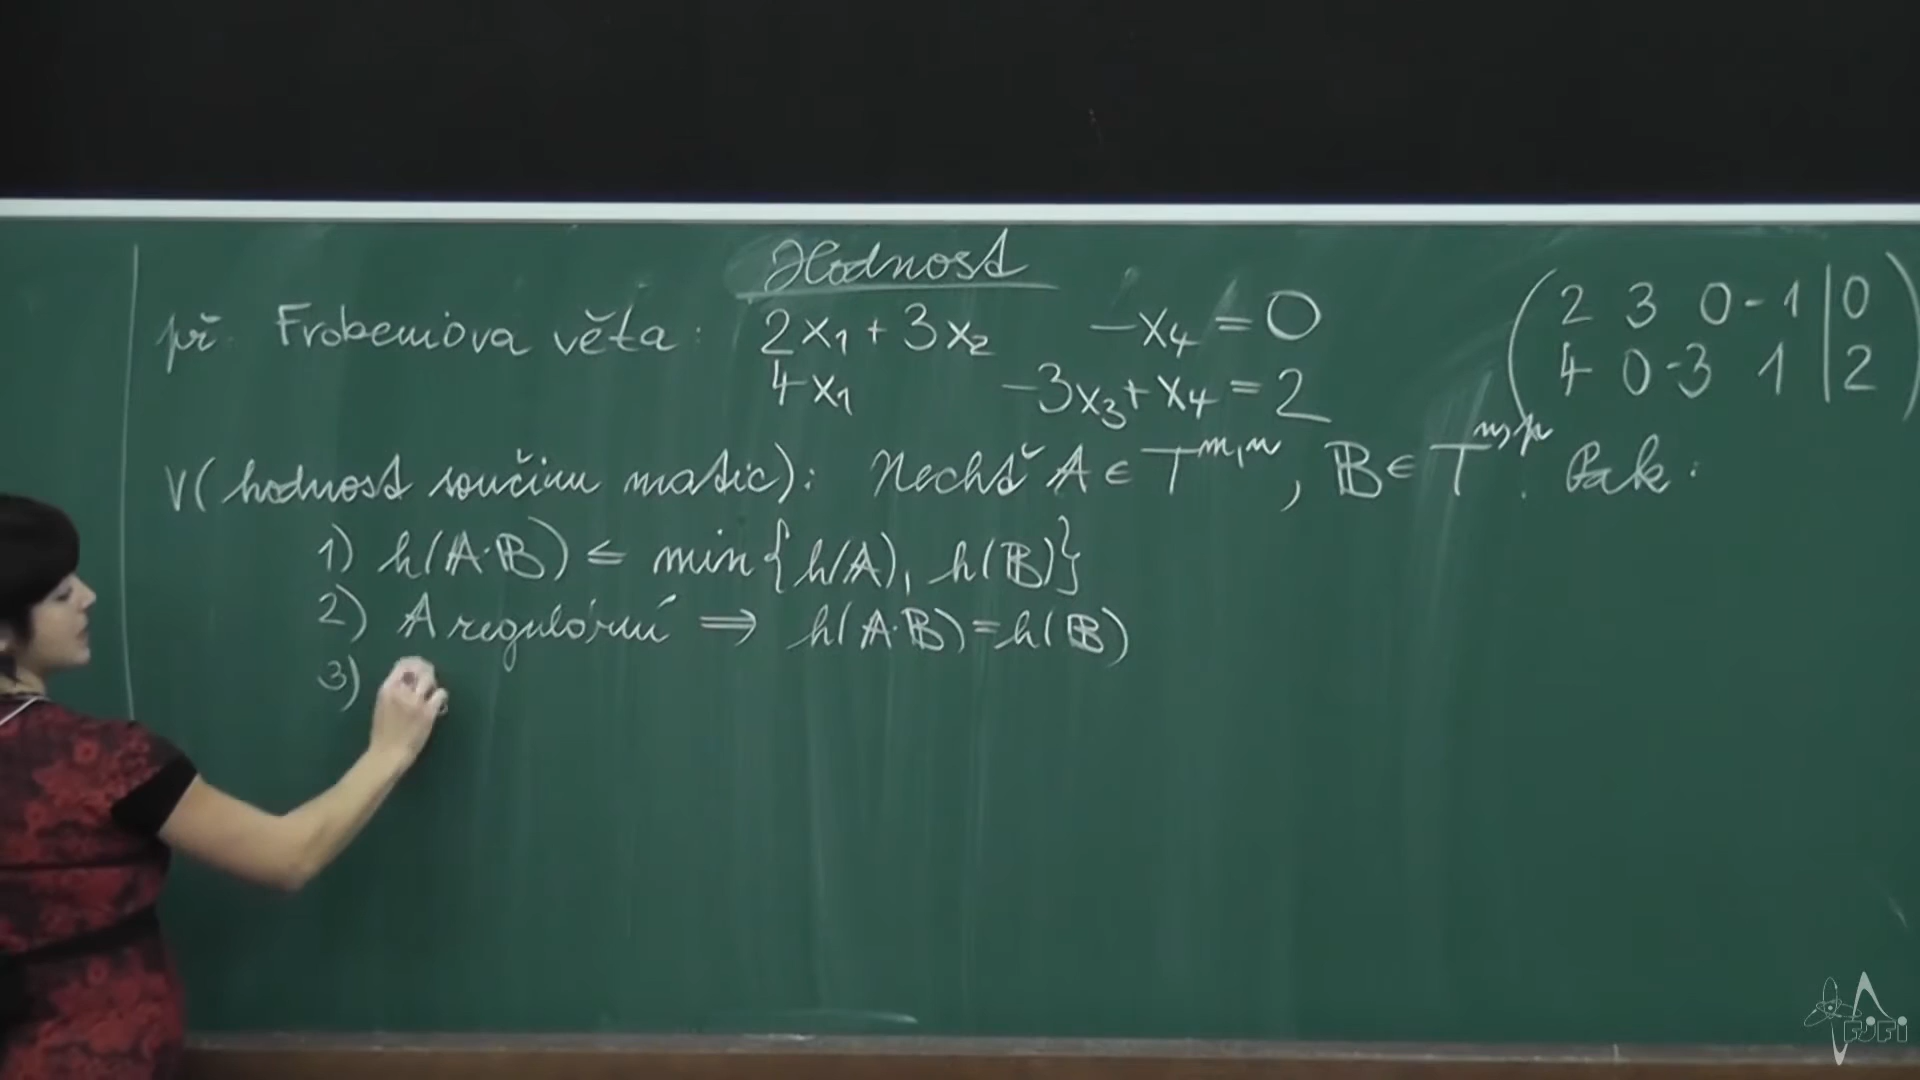 Hodnost
př. Frobeniova věta: 2x₁ + 3x₂ -x₄ = 0
4x₁ -3x₃ + x₄ = 2
( 2 3 0 -1 | 0 )
( 4 0 -3 1 | 2 )
V(hodnost součinu matic): Nechť 𝔸 ∈ T^{m,n}, 𝔹 ∈ T^{n,p}. Pak:
1) h(𝔸·𝔹) ≤ min{h(𝔸), h(𝔹)}
2) 𝔸 regulární ⇒ h(𝔸·𝔹) = h(𝔹)
3)
FJFI